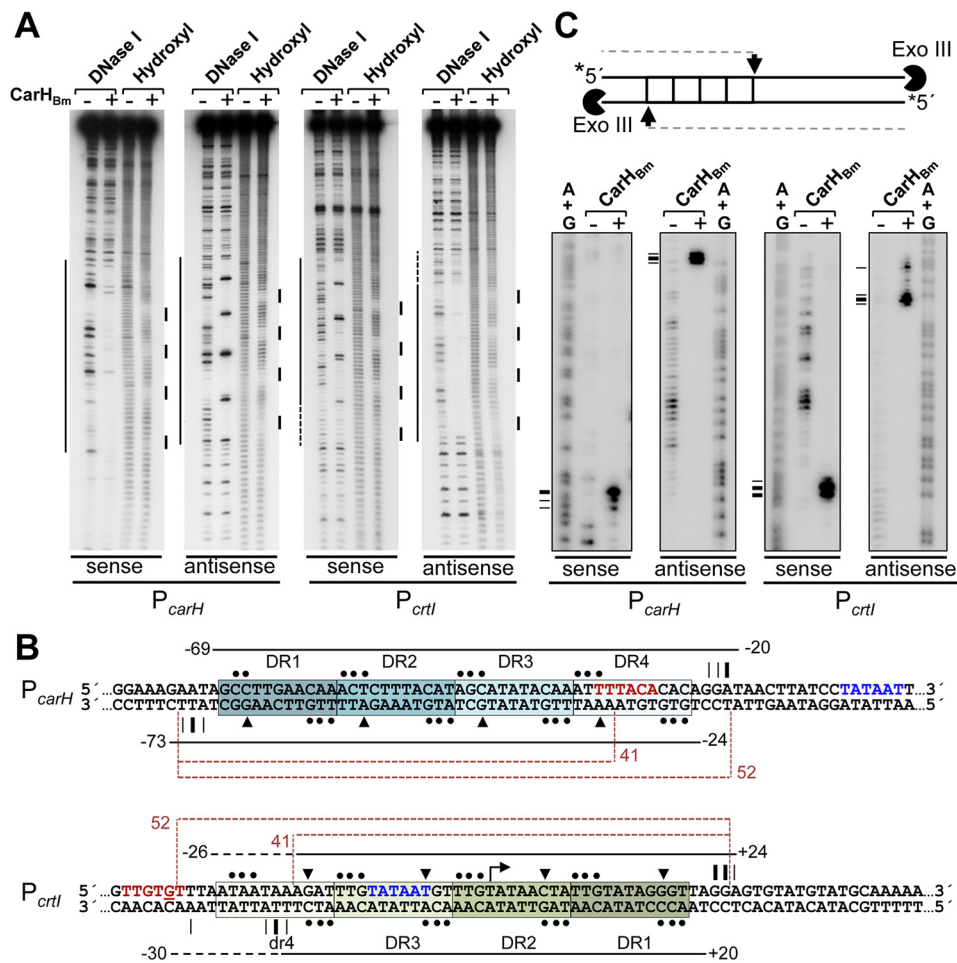 A
DNase I Hydroxyl DNase I Hydroxyl DNase I Hydroxyl DNase I Hydroxyl
CarHBm - + - + - + - + - + - + - + - +
sense antisense sense antisense
PcarH PcrtI
C
Exo III
*5´
*5´
Exo III
CarHBm CarHBm CarHBm CarHBm
A+G - + - + A+G A+G - + - + A+G
sense antisense sense antisense
PcarH PcrtI
B
-69 -20
DR1 DR2 DR3 DR4
PcarH
5´...GGAAAGAATAGCCTTGAACAAACTCTTTACATAGCATATACAAATTTTACACACAGGATAACTTATCCTATAATT...3´
3´...CCTTTCTTATCGGAACTTGTTTTAGAAATGTATCGTATATGTTTAAAATGTGTGTCCTATTGAATAGGATATTAA...5´
-73 -24
41
52
52
41
-26 +24
PcrtI
5´...TTGTGTTTAATAATAAAGATTTGTATAATGTTTGTATAACTATTGTATAGGGTTAGGAGTGTATGTATGCAAAAA...3´
3´...CAACACAAATTATTATTTCTAAACATATTACAAACATATTGATAACATATCCCAATCCTCACATACATACGTTTTT...5´
dr4 DR3 DR2 DR1
-30 +20